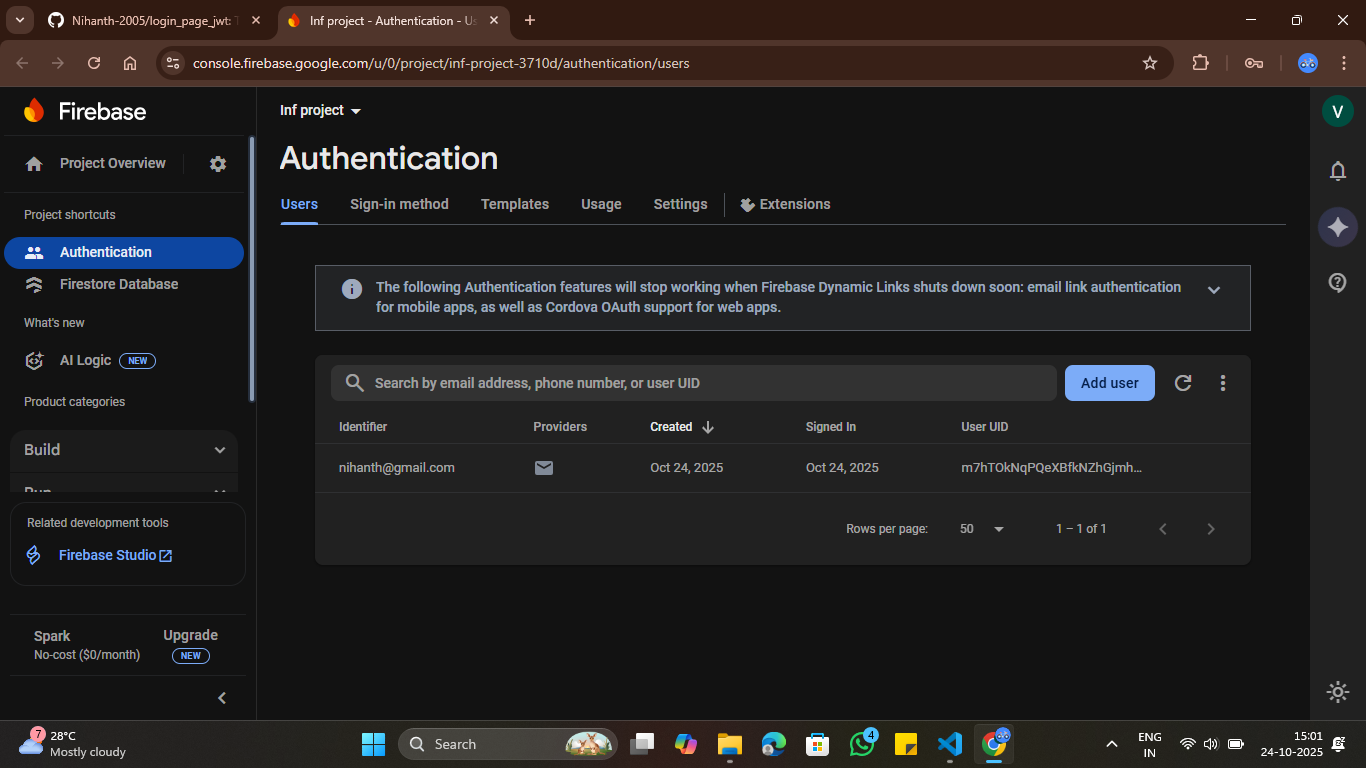 Nihanth-2005/login_page_jwt:
Inf project - Authentication - Us
console.firebase.google.com/u/0/project/inf-project-3710d/authentication/users
Firebase
Project Overview
Project shortcuts
Authentication
Firestore Database
What's new
AI Logic NEW
Product categories
Build
Run
Related development tools
Firebase Studio
Spark
No-cost ($0/month)
Upgrade
NEW
Inf project
Authentication
Users Sign-in method Templates Usage Settings Extensions
The following Authentication features will stop working when Firebase Dynamic Links shuts down soon: email link authentication
for mobile apps, as well as Cordova OAuth support for web apps.
Search by email address, phone number, or user UID
Add user
Identifier Providers Created Signed In User UID
nihanth@gmail.com Oct 24, 2025 Oct 24, 2025 m7hTOkNqPQeXBfkNZhGjmh...
Rows per page: 50 1 – 1 of 1
V
7
28°C
Mostly cloudy
Search
4
ENG
IN
15:01
24-10-2025